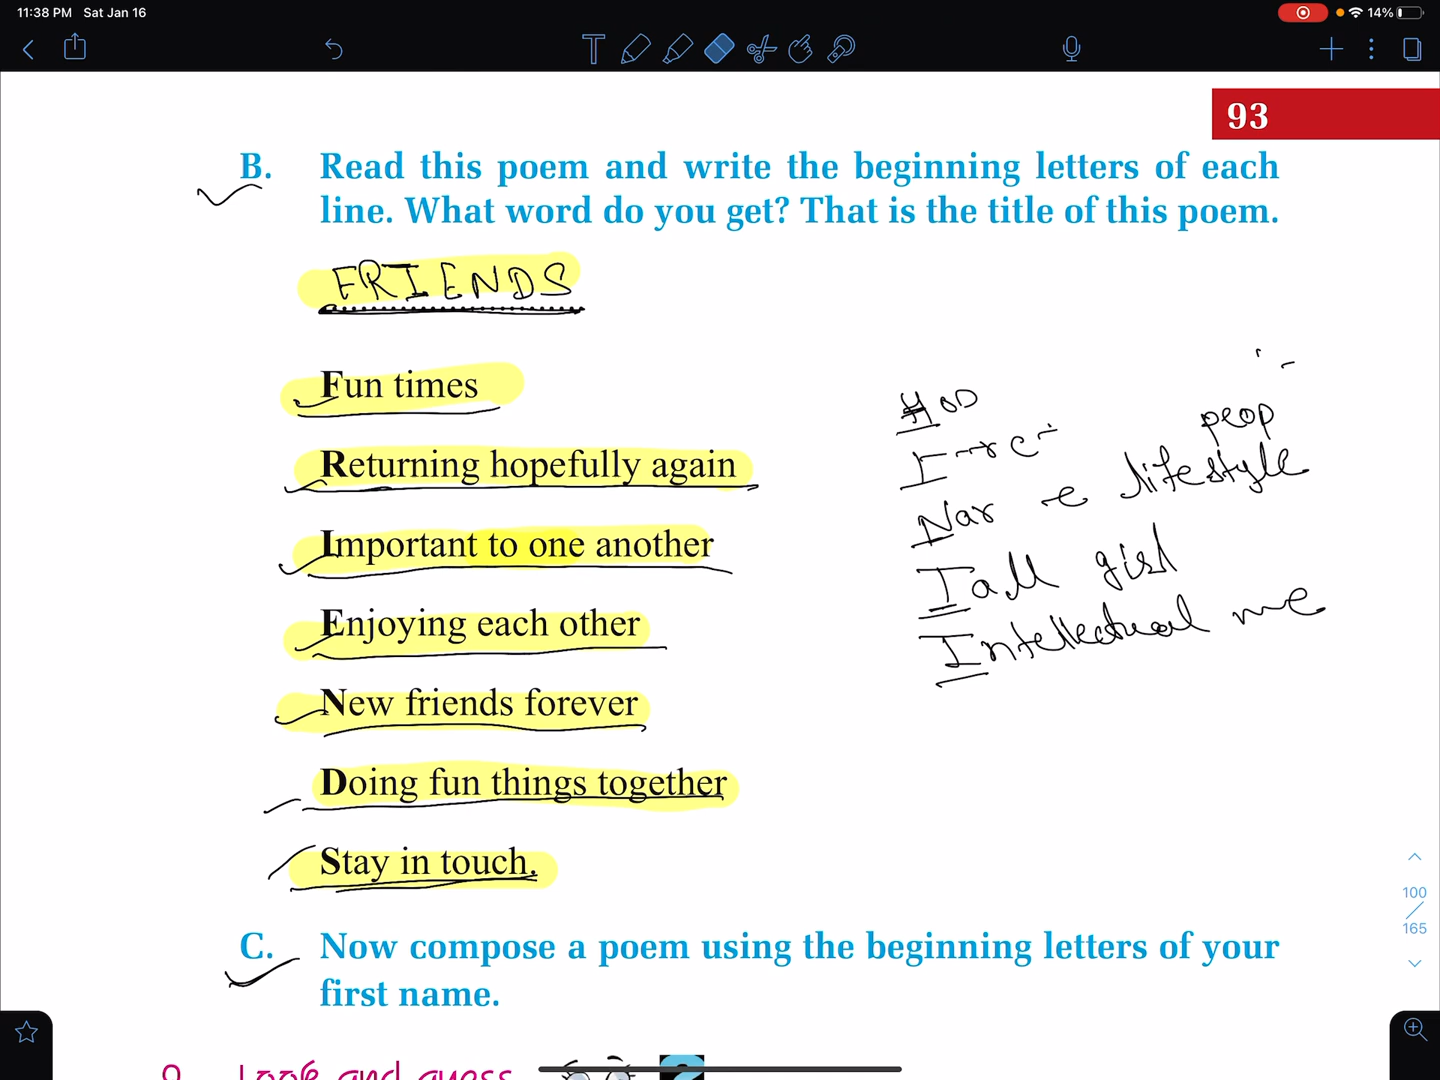 11:38 PM Sat Jan 16
14%
93
B. Read this poem and write the beginning letters of each
line. What word do you get? That is the title of this poem.
FRIENDS
Fun times
Returning hopefully again
Important to one another
Enjoying each other
New friends forever
Doing fun things together
Stay in touch.
peop
Nar e lifestyle
Tall girl
Intellectual me
100
165
C. Now compose a poem using the beginning letters of your
first name.
Look and guess